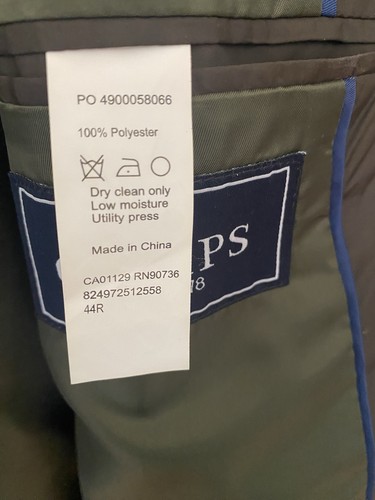 PO 4900058066
100% Polyester
Dry clean only
Low moisture
Utility press
Made in China
CA01129 RN90736
824972512558
44R
PS